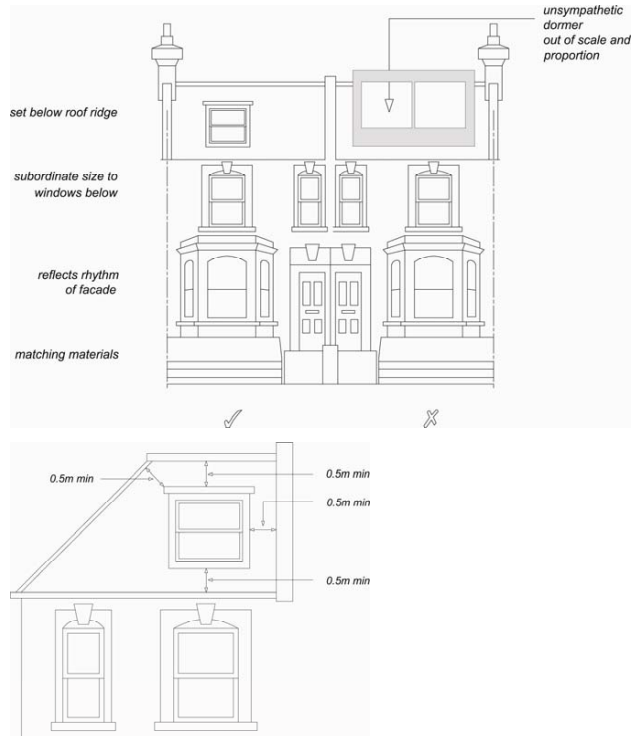 unsympathetic
dormer
out of scale and
proportion
set below roof ridge
subordinate size to
windows below
reflects rhythm
of facade
matching materials
0.5m min
0.5m min
0.5m min
0.5m min